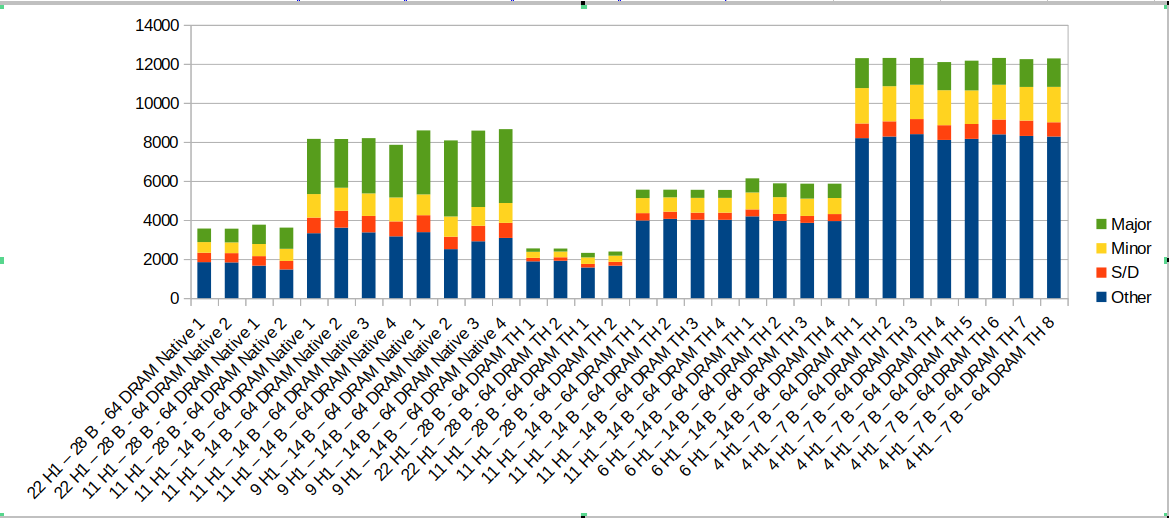 14000
12000
10000
8000
6000
4000
2000
0
22 H1 – 28 B - 64 DRAM Native 1
22 H1 – 28 B - 64 DRAM Native 2
11 H1 – 28 B – 64 DRAM Native 1
11 H1 – 28 B – 64 DRAM Native 2
11 H1 – 14 B – 64 DRAM Native 1
11 H1 – 14 B – 64 DRAM Native 2
11 H1 – 14 B – 64 DRAM Native 3
11 H1 – 14 B – 64 DRAM Native 4
9 H1 – 14 B – 64 DRAM Native 1
9 H1 – 14 B – 64 DRAM Native 2
9 H1 – 14 B – 64 DRAM Native 3
9 H1 – 14 B – 64 DRAM Native 4
22 H1 – 28 B - 64 DRAM TH 1
22 H1 – 28 B - 64 DRAM TH 2
11 H1 – 28 B – 64 DRAM TH 1
11 H1 – 28 B – 64 DRAM TH 2
11 H1 – 14 B – 64 DRAM TH 1
11 H1 – 14 B – 64 DRAM TH 2
11 H1 – 14 B – 64 DRAM TH 3
11 H1 – 14 B – 64 DRAM TH 4
6 H1 – 14 B – 64 DRAM TH 1
6 H1 – 14 B – 64 DRAM TH 2
6 H1 – 14 B – 64 DRAM TH 3
6 H1 – 14 B – 64 DRAM TH 4
4 H1 – 7 B – 64 DRAM TH 1
4 H1 – 7 B – 64 DRAM TH 2
4 H1 – 7 B – 64 DRAM TH 3
4 H1 – 7 B – 64 DRAM TH 4
4 H1 – 7 B – 64 DRAM TH 5
4 H1 – 7 B – 64 DRAM TH 6
4 H1 – 7 B – 64 DRAM TH 7
4 H1 – 7 B – 64 DRAM TH 8
Major
Minor
S/D
Other